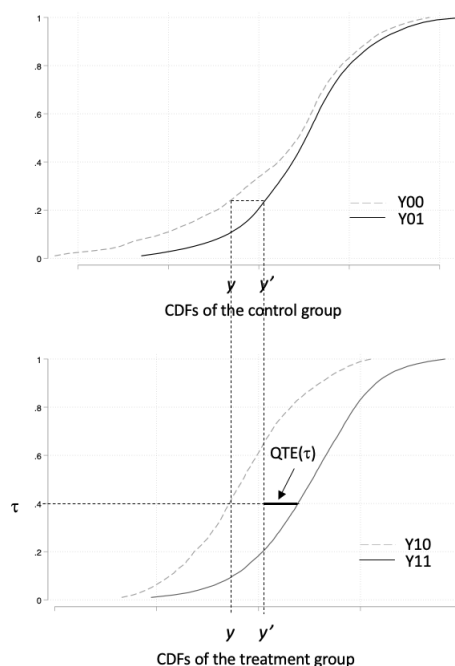 1
.8
.6
.4
.2
0
Y00
Y01
y y'
CDFs of the control group
1
.8
.6
QTE(τ)
τ .4
.2
0
Y10
Y11
y y'
CDFs of the treatment group